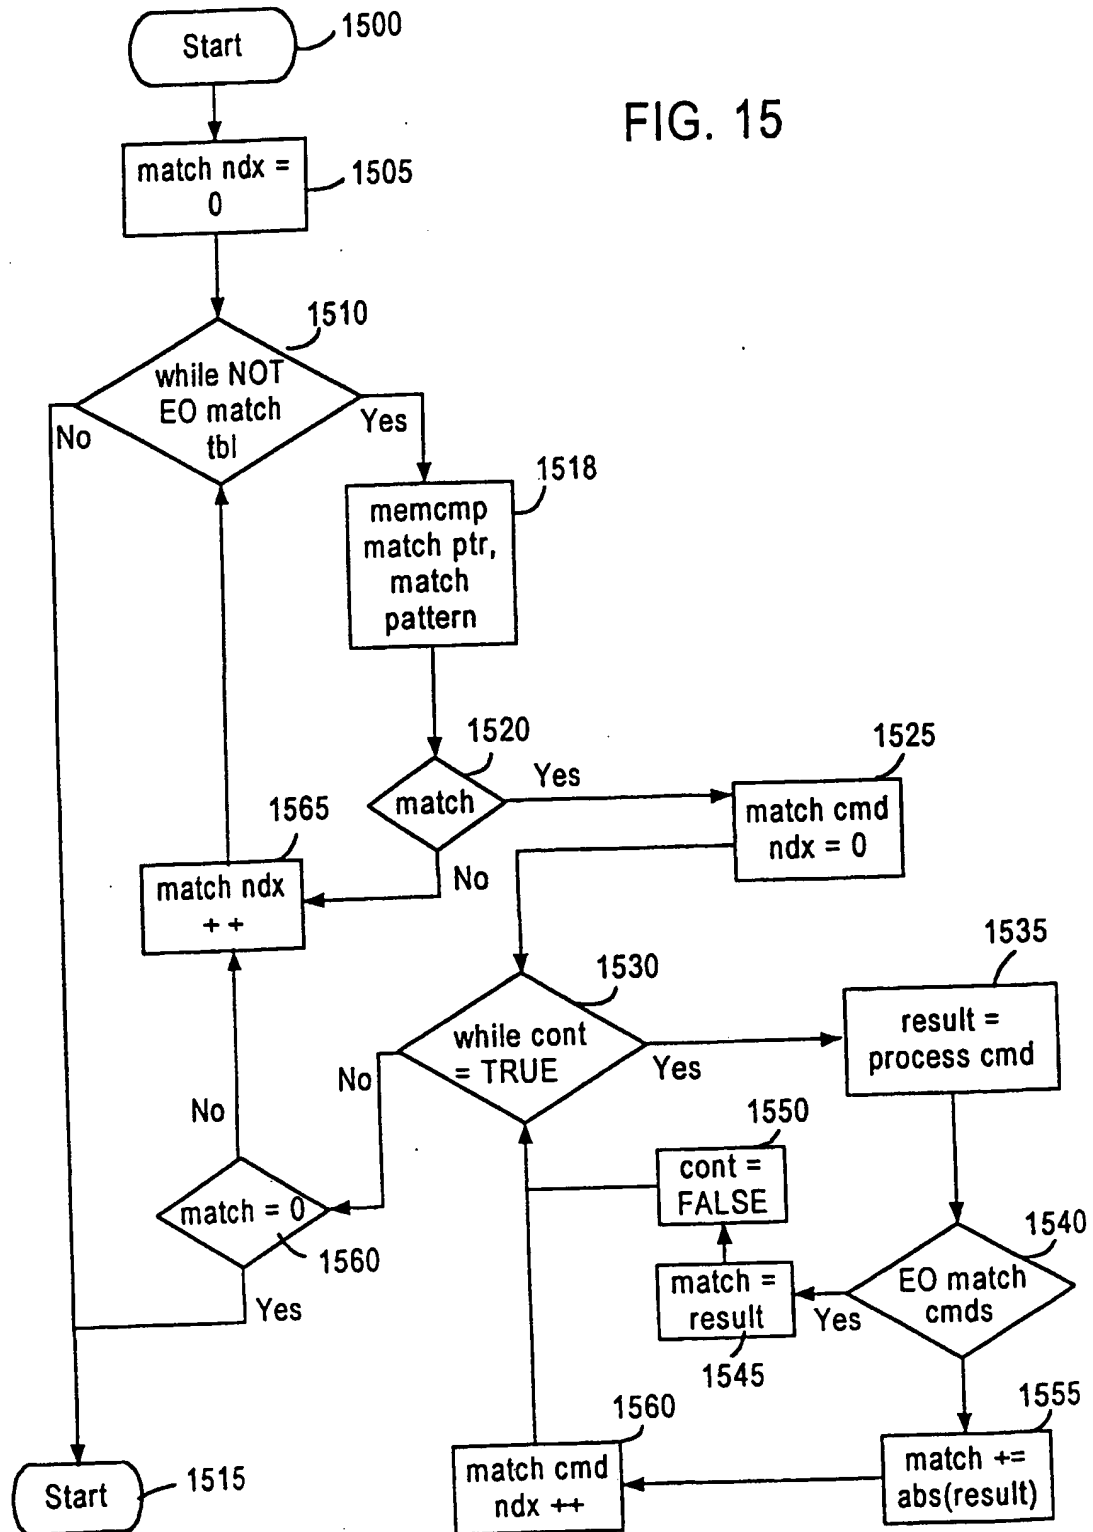 Start
1500
FIG. 15
match ndx =
0
1505
1510
while NOT
EO match
tbl
No
Yes
1518
memcmp
match ptr,
match
pattern
1520
match
Yes
No
1525
match cmd
ndx = 0
1565
match ndx
+ +
1530
while cont
= TRUE
No
Yes
1535
result =
process cmd
No
1550
cont =
FALSE
match = 0
1560
Yes
1540
EO match
cmds
Yes
match =
result
1545
1555
match +=
abs(result)
1560
match cmd
ndx ++
Start
1515